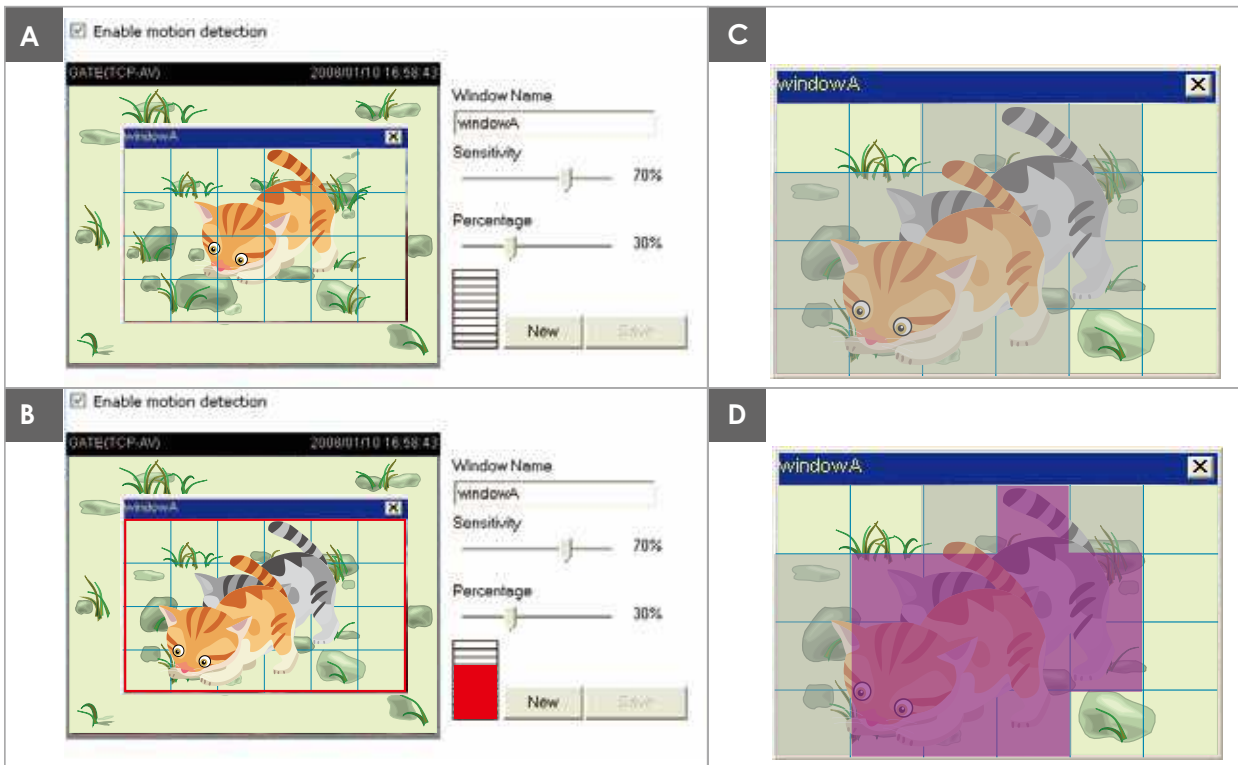 A
Enable motion detection
GATE(TCP-AV) 2008/01/10 16:58:43
windowA
Window Name
windowA
Sensitivity
70%
Percentage
30%
New
Save
B
Enable motion detection
GATE(TCP-AV) 2008/01/10 16:58:43
windowA
Window Name
windowA
Sensitivity
70%
Percentage
30%
New
Save
C
windowA
D
windowA